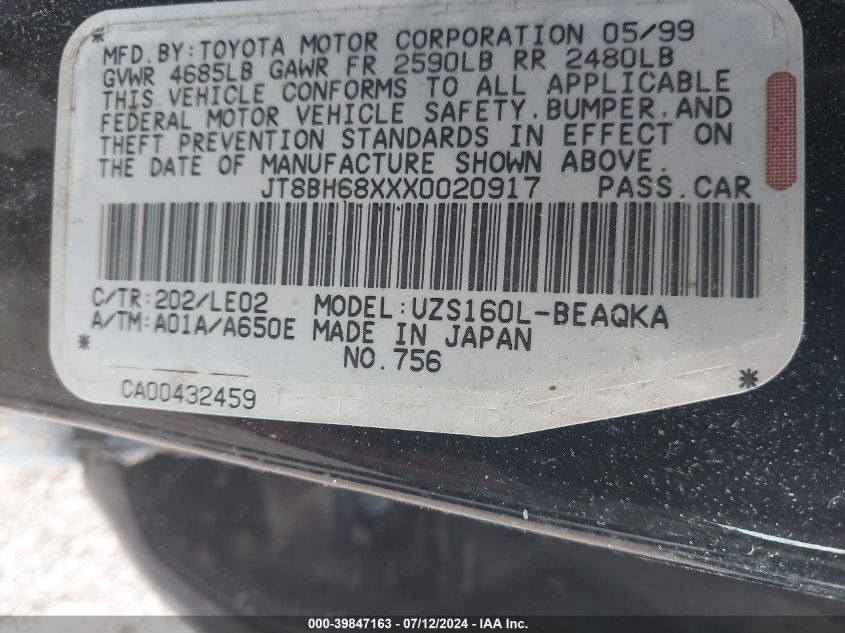 MFD.BY:TOYOTA MOTOR CORPORATION 05/99
GVWR 4685LB GAWR FR 2590LB RR 2480LB
THIS VEHICLE CONFORMS TO ALL APPLICABLE
FEDERAL MOTOR VEHICLE SAFETY,BUMPER,AND
THEFT PREVENTION STANDARDS IN EFFECT ON
THE DATE OF MANUFACTURE SHOWN ABOVE.
JT8BH68XXX0020917 PASS.CAR
C/TR:202/LE02 MODEL:UZS160L-BEAQKA
A/TM:A01A/A650E MADE IN JAPAN
NO.756
CA00432459
000-39847163 - 07/12/2024 - IAA Inc.